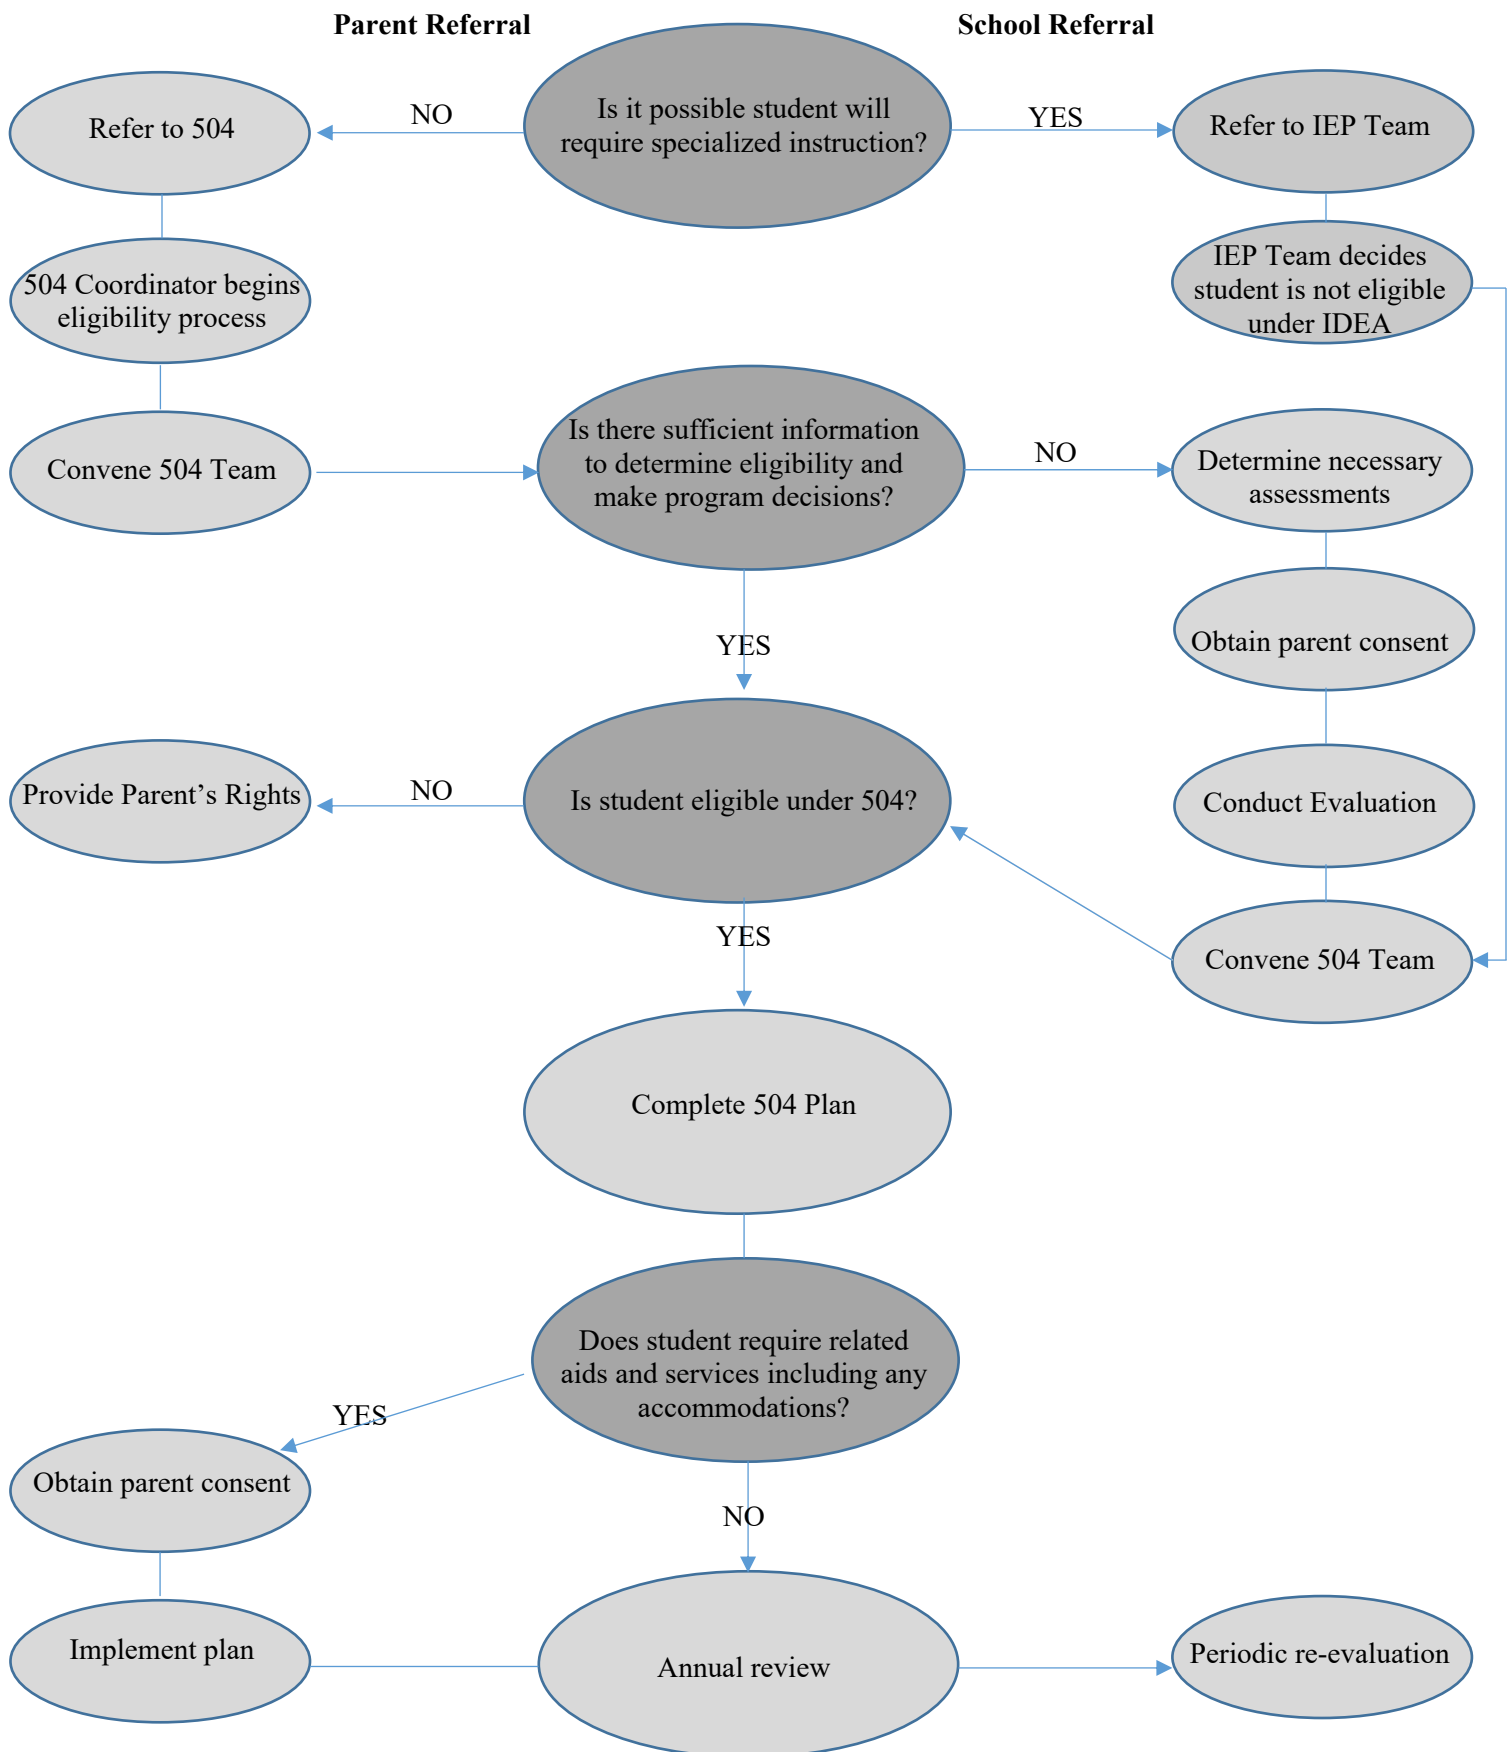 Parent Referral
School Referral
Is it possible student will
require specialized instruction?
NO
YES
Refer to 504
Refer to IEP Team
504 Coordinator begins
eligibility process
IEP Team decides
student is not eligible
under IDEA
Convene 504 Team
Is there sufficient information
to determine eligibility and
make program decisions?
NO
Determine necessary
assessments
YES
Obtain parent consent
Provide Parent’s Rights
NO
Is student eligible under 504?
Conduct Evaluation
YES
Convene 504 Team
Complete 504 Plan
Does student require related
aids and services including any
accommodations?
YES
Obtain parent consent
NO
Implement plan
Annual review
Periodic re-evaluation